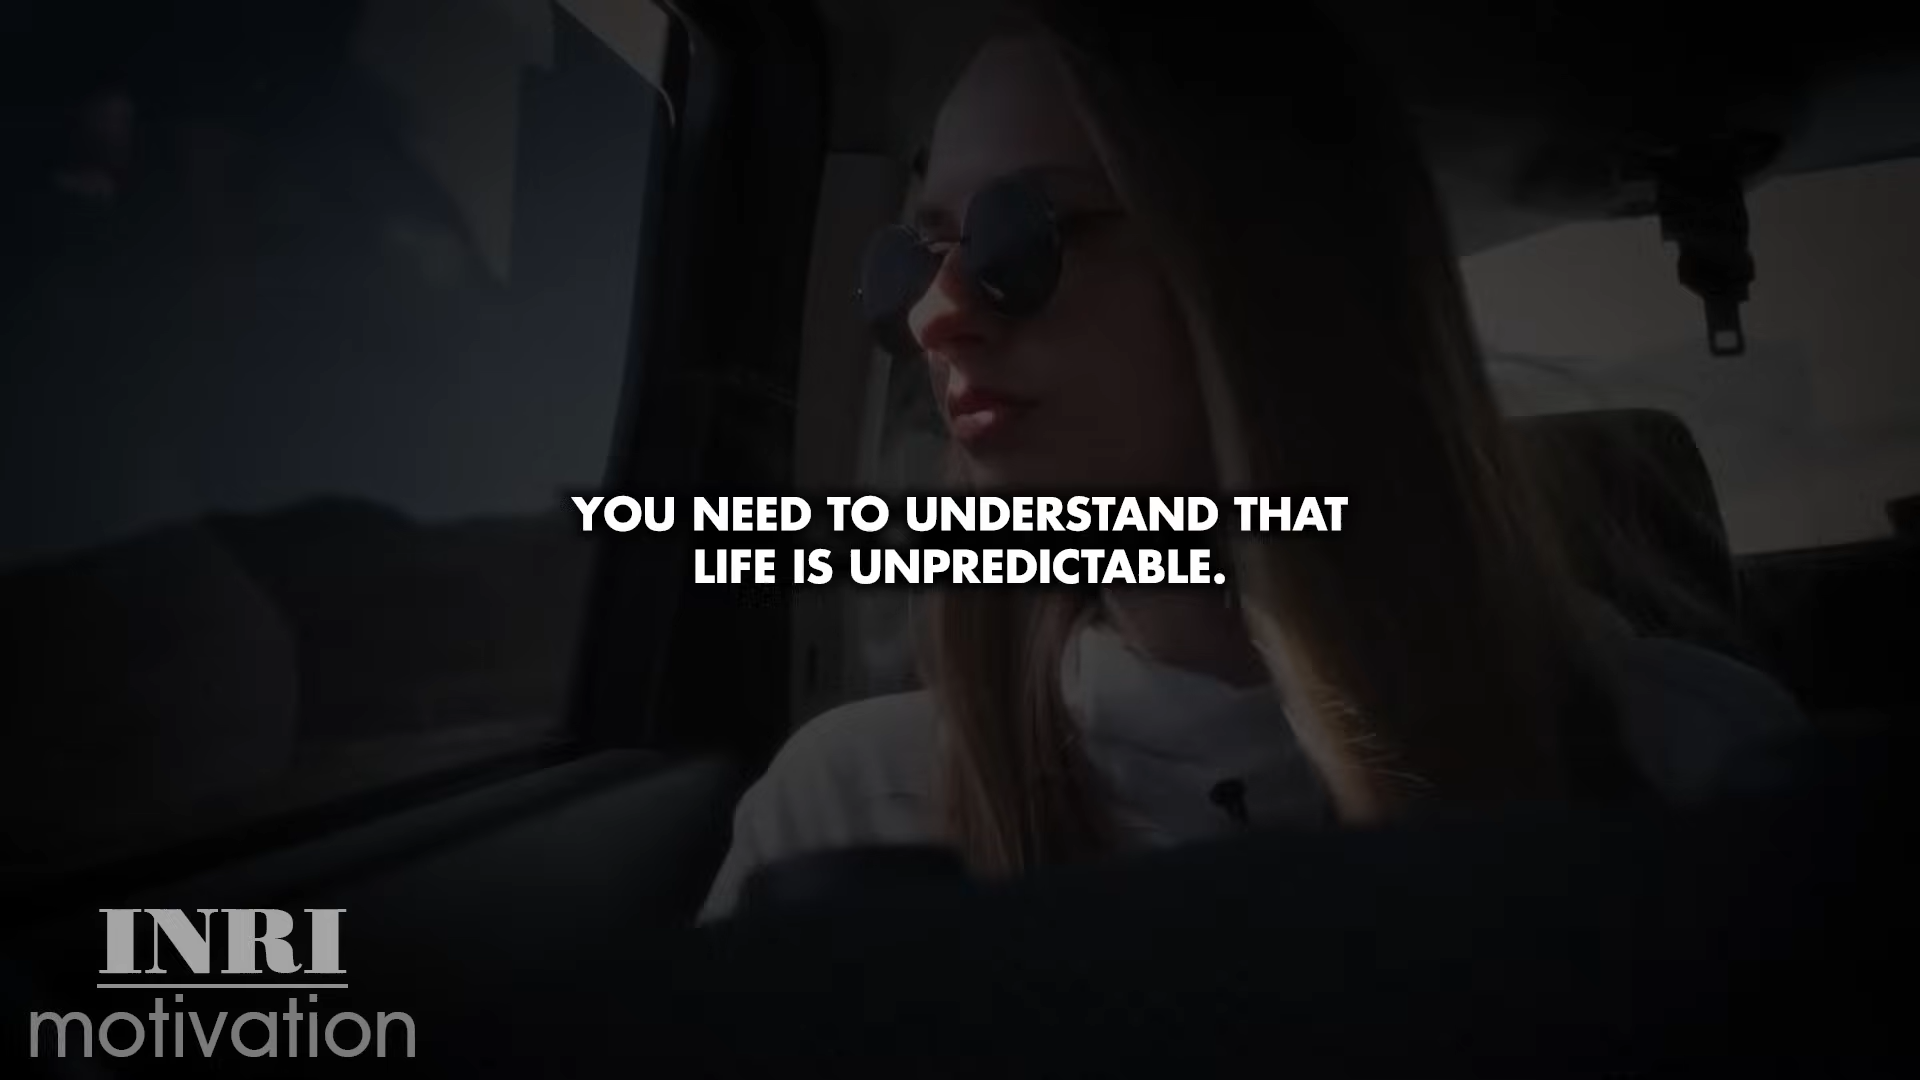 YOU NEED TO UNDERSTAND THAT
LIFE IS UNPREDICTABLE.
INRI
motivation